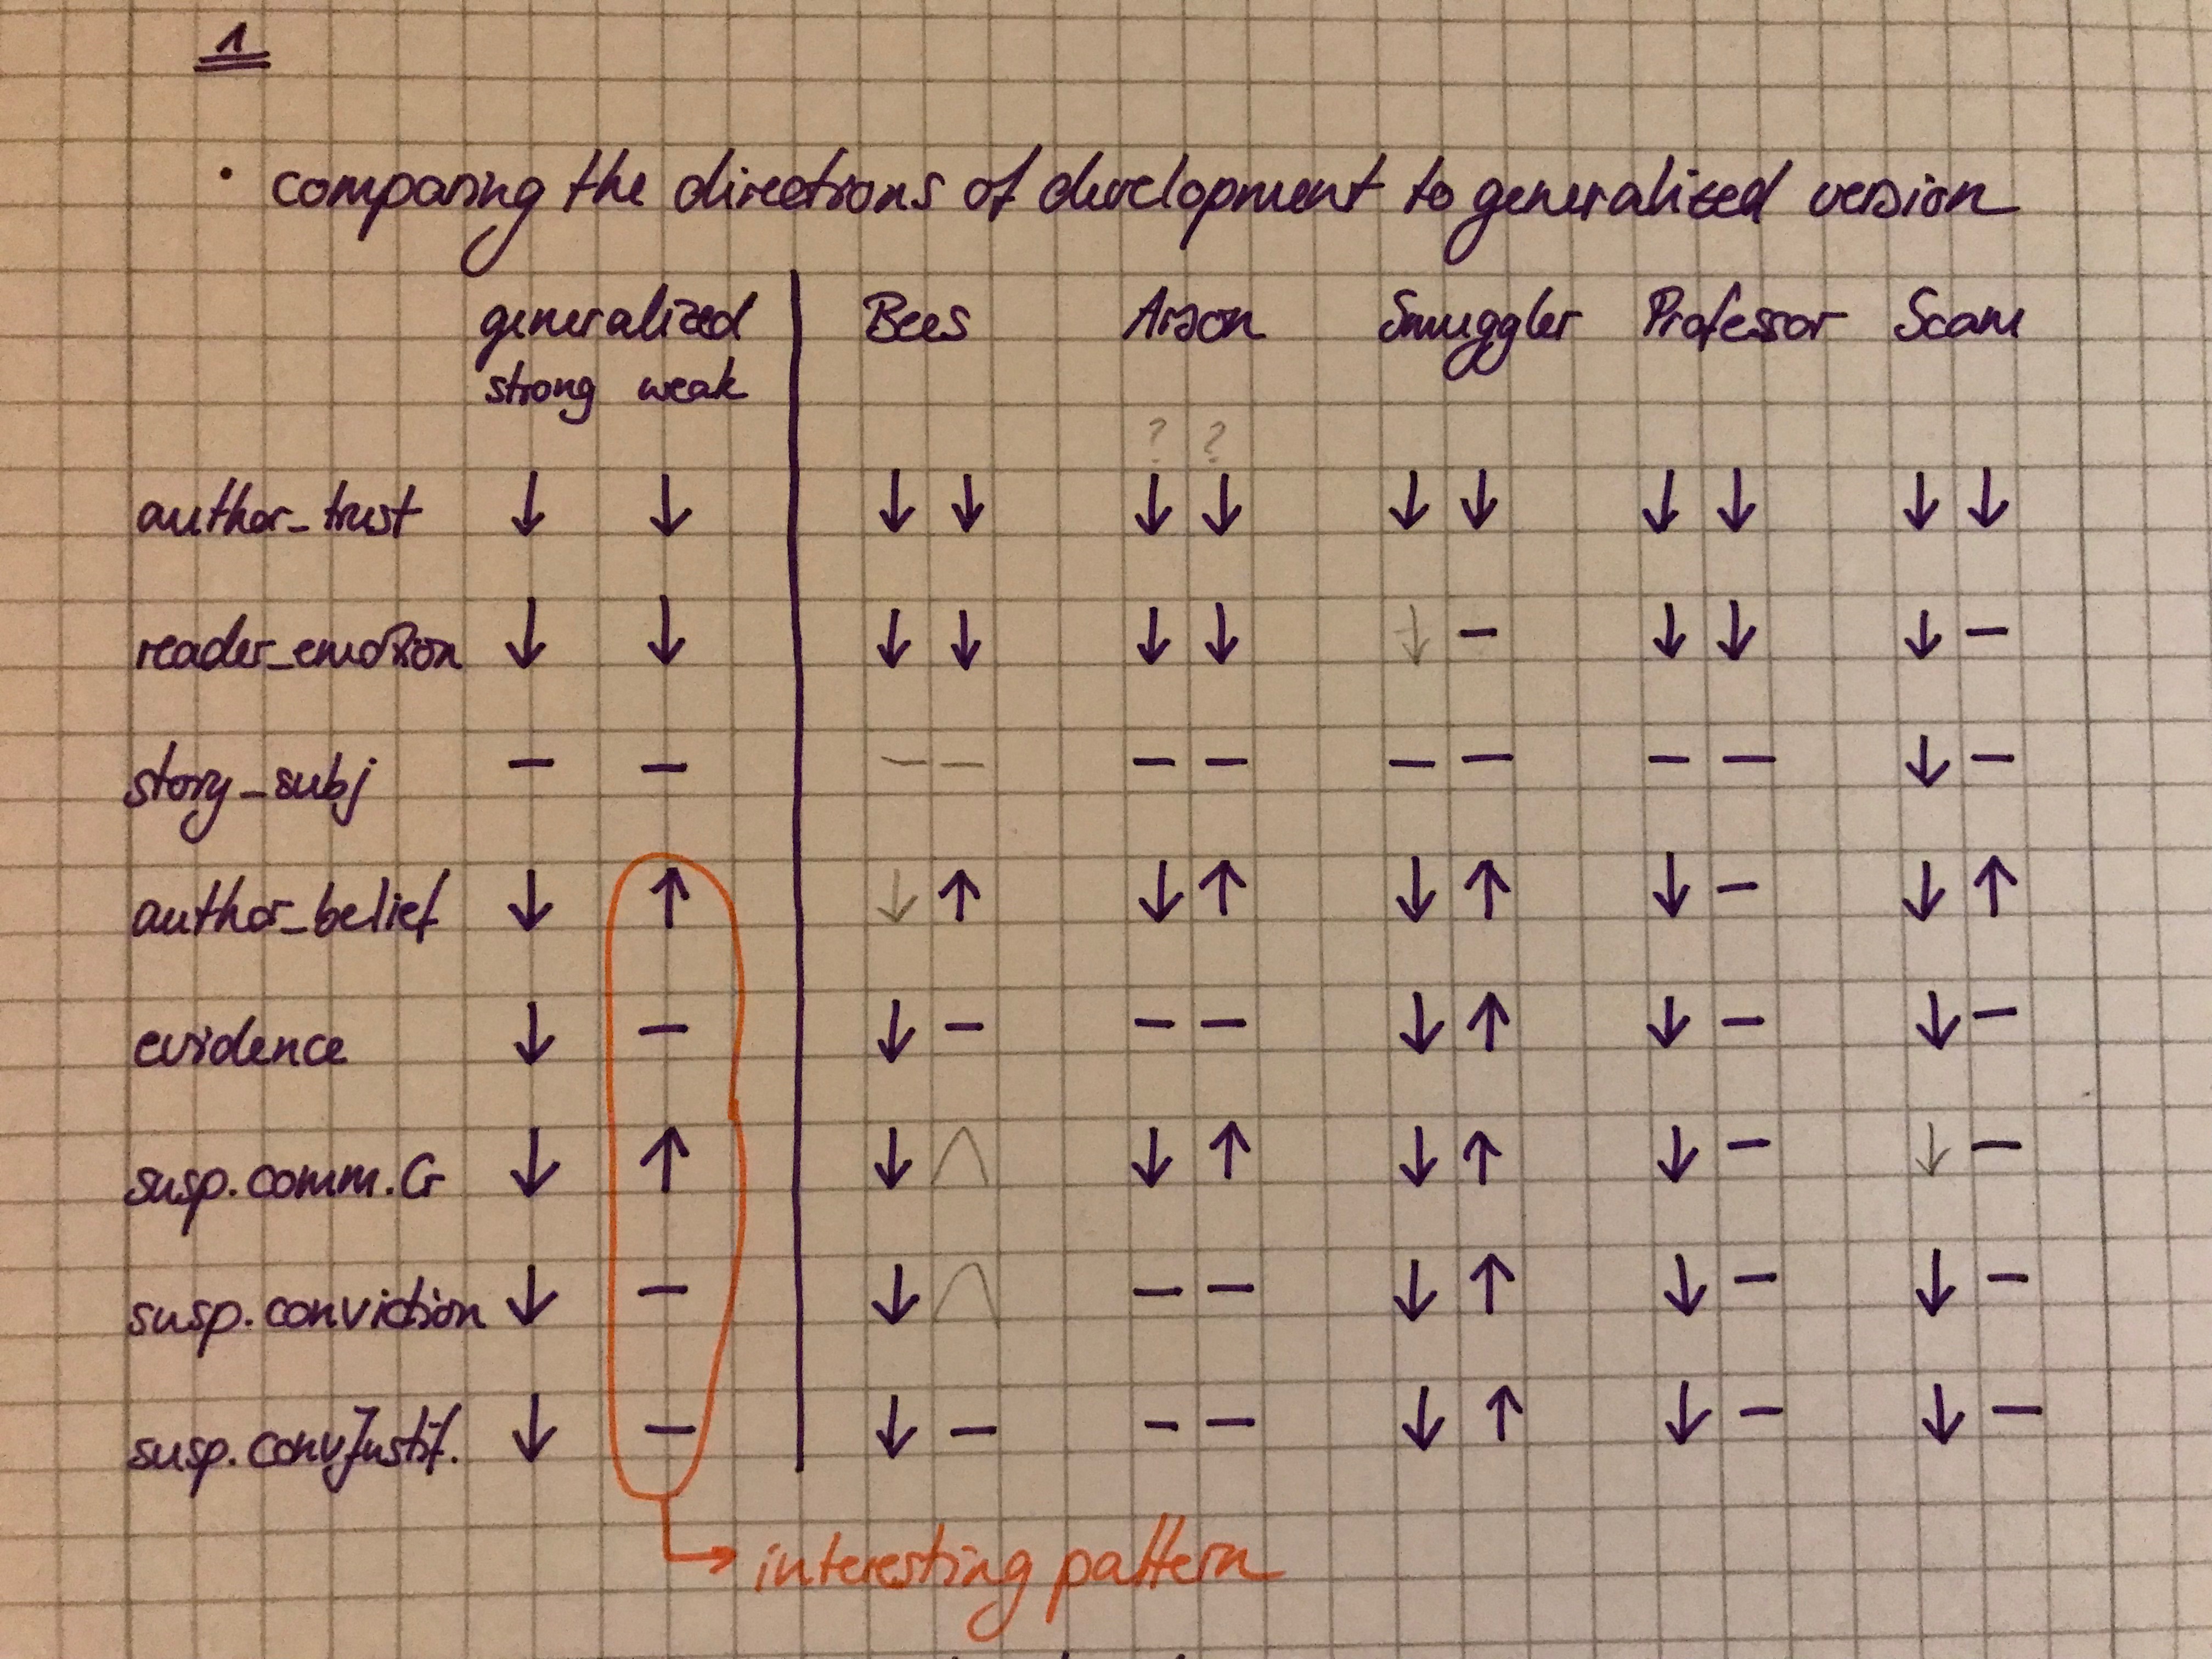 1
• comparing the directions of development to generalized version
generalized Bees Arson Smuggler Professor Scam
strong weak
? ?
author_trust ↓ ↓ ↓ ↓ ↓ ↓ ↓ ↓ ↓ ↓ ↓ ↓
reader_emotion ↓ ↓ ↓ ↓ ↓ ↓ ↓ – ↓ ↓ ↓ –
story_subj – – – – – – – – – – ↓ –
author_belief ↓ ↑ ↓ ↑ ↓ ↑ ↓ ↑ ↓ – ↓ ↑
evidence ↓ – ↓ – – – ↓ ↑ ↓ – ↓ –
susp.comm.Cr ↓ ↑ ↓ ∧ ↓ ↑ ↓ ↑ ↓ – ↓ –
susp.conviction ↓ – ↓ ∧ – – ↓ ↑ ↓ – ↓ –
susp.convJustif. ↓ – ↓ – – – ↓ ↑ ↓ – ↓ –
→ interesting pattern